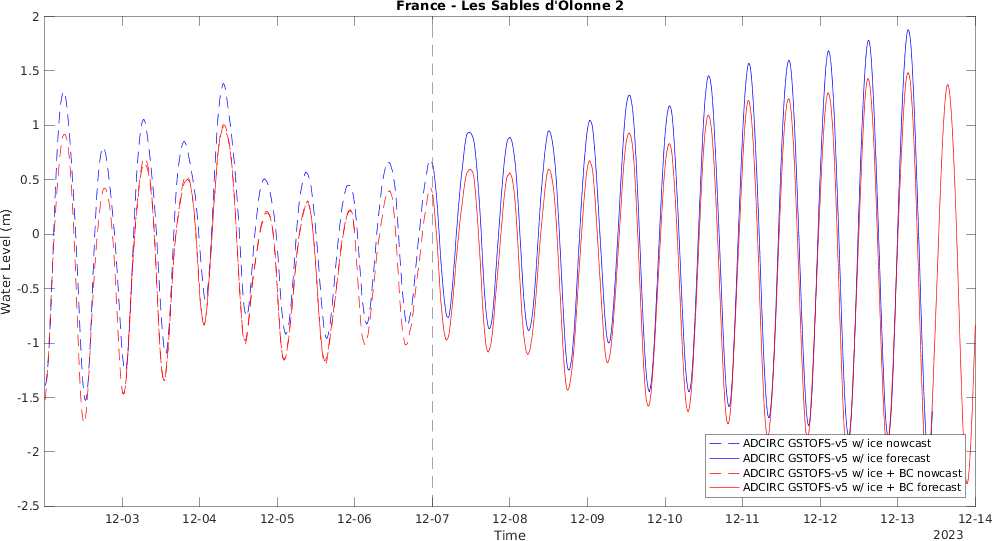 France - Les Sables d'Olonne 2
2
1.5
1
0.5
0
-0.5
-1
-1.5
-2
-2.5
Water Level (m)
12-03 12-04 12-05 12-06 12-07 12-08 12-09 12-10 12-11 12-12 12-13 12-14
Time
2023
ADCIRC GSTOFS-v5 w/ ice nowcast
ADCIRC GSTOFS-v5 w/ ice forecast
ADCIRC GSTOFS-v5 w/ ice + BC nowcast
ADCIRC GSTOFS-v5 w/ ice + BC forecast